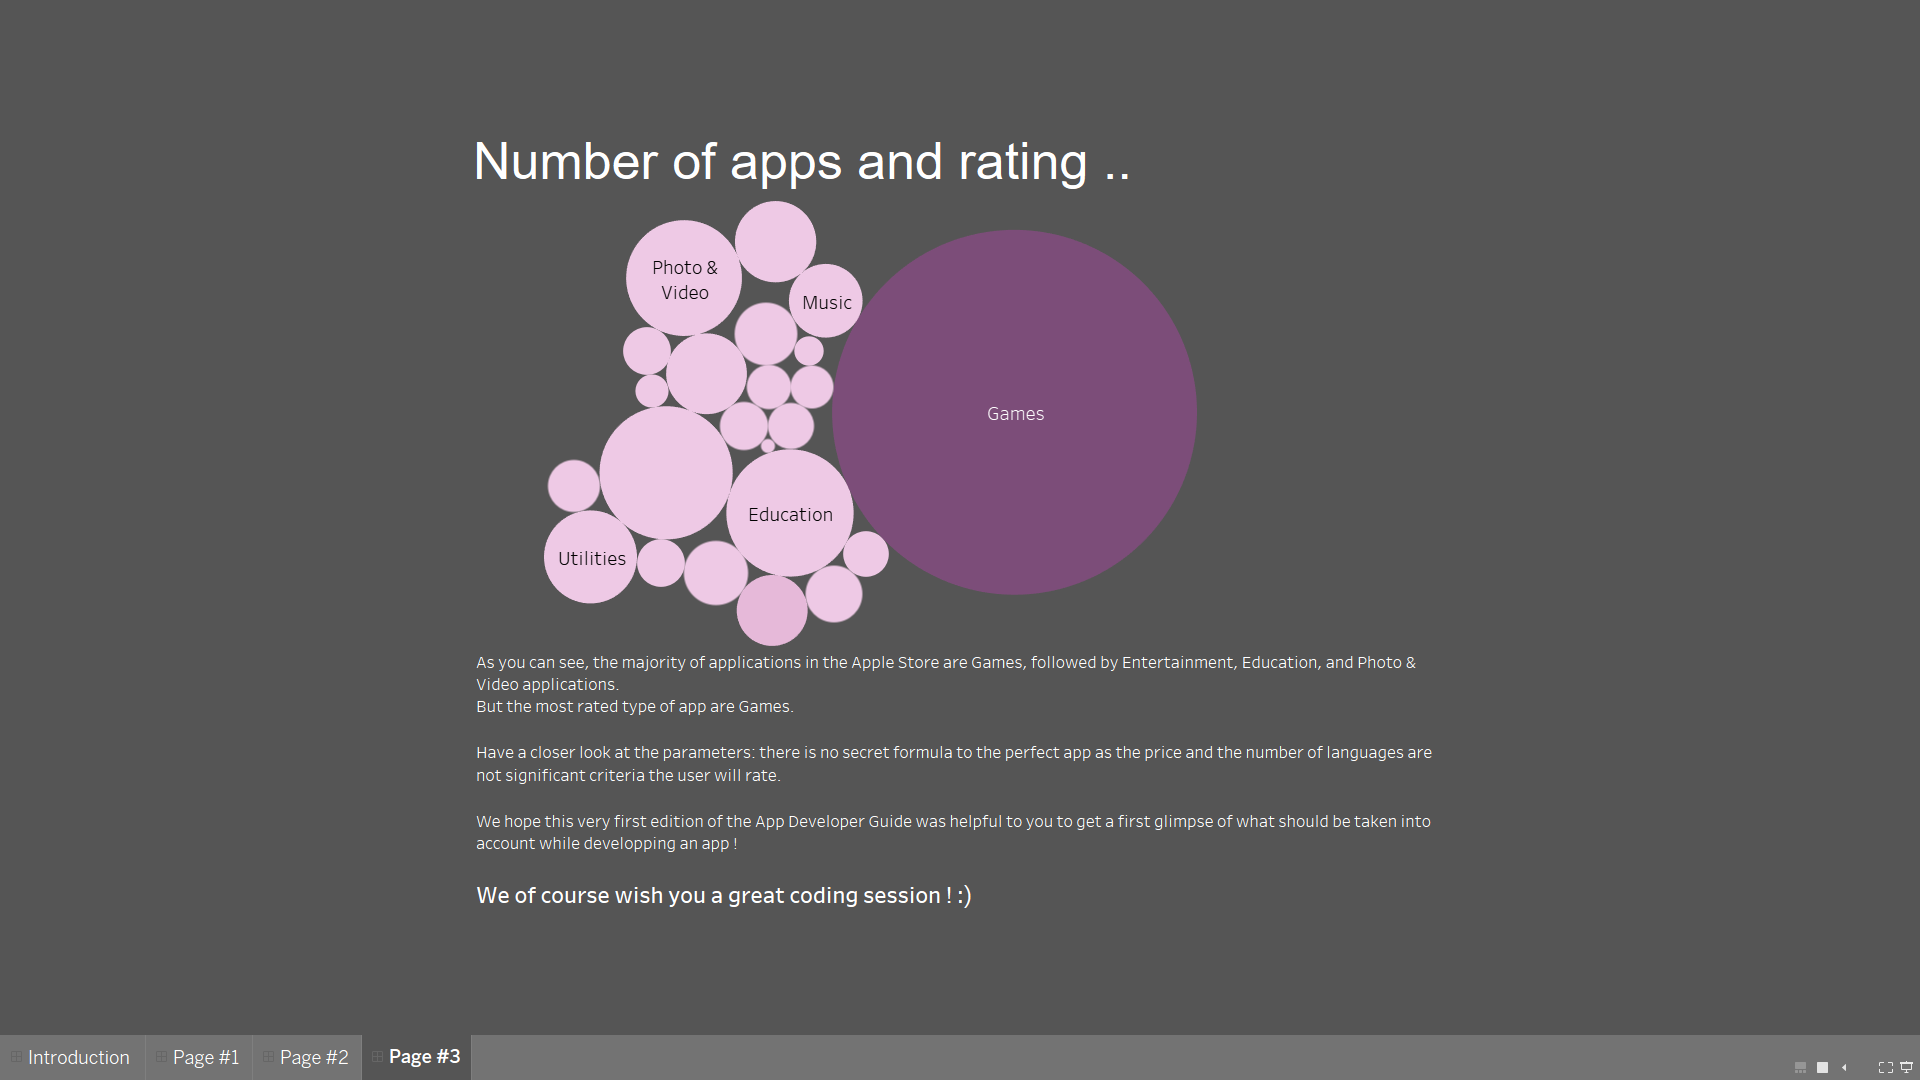 Number of apps and rating ..
Photo &
Video
Music
Games
Education
Utilities
As you can see, the majority of applications in the Apple Store are Games, followed by Entertainment, Education, and Photo &
Video applications.
But the most rated type of app are Games.
Have a closer look at the parameters: there is no secret formula to the perfect app as the price and the number of languages are
not significant criteria the user will rate.
We hope this very first edition of the App Developer Guide was helpful to you to get a first glimpse of what should be taken into
account while developping an app !
We of course wish you a great coding session ! :)
Introduction
Page #1
Page #2
Page #3